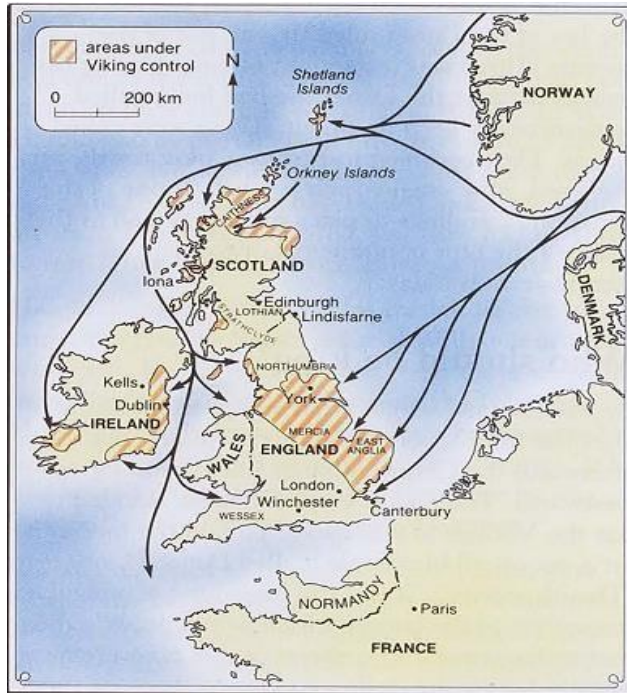 areas under
Viking control
N
0 200 km
Shetland
Islands
NORWAY
Orkney Islands
CAITHNESS
SCOTLAND
Iona
Edinburgh
LOTHIAN
Lindisfarne
STRATHCLYDE
DENMARK
NORTHUMBRIA
Kells
York
Dublin
IRELAND
MERCIA
EAST
ANGLIA
WALES
ENGLAND
London
Winchester
Canterbury
WESSEX
NORMANDY
Paris
FRANCE